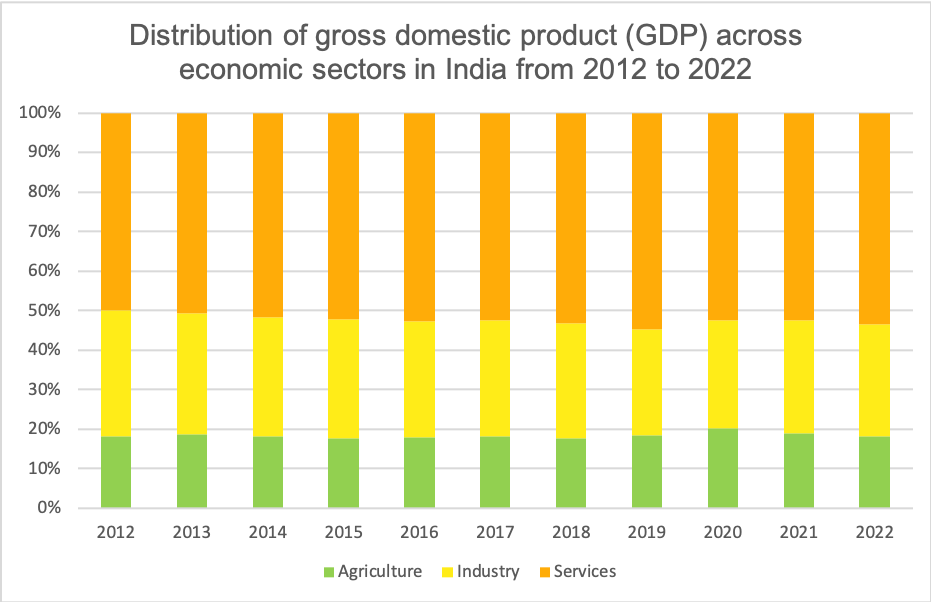 Distribution of gross domestic product (GDP) across
economic sectors in India from 2012 to 2022
100%
90%
80%
70%
60%
50%
40%
30%
20%
10%
0%
2012 2013 2014 2015 2016 2017 2018 2019 2020 2021 2022
Agriculture Industry Services